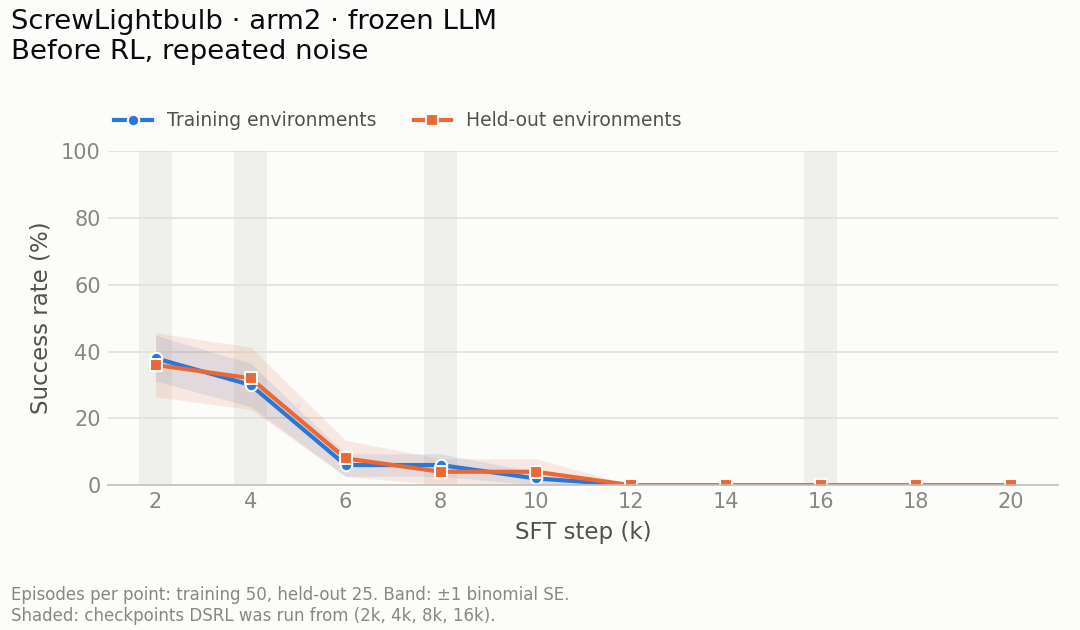 ScrewLightbulb · arm2 · frozen LLM
Before RL, repeated noise
Training environments
Held-out environments
100
80
60
40
20
0
Success rate (%)
2
4
6
8
10
12
14
16
18
20
SFT step (k)
Episodes per point: training 50, held-out 25. Band: ±1 binomial SE.
Shaded: checkpoints DSRL was run from (2k, 4k, 8k, 16k).